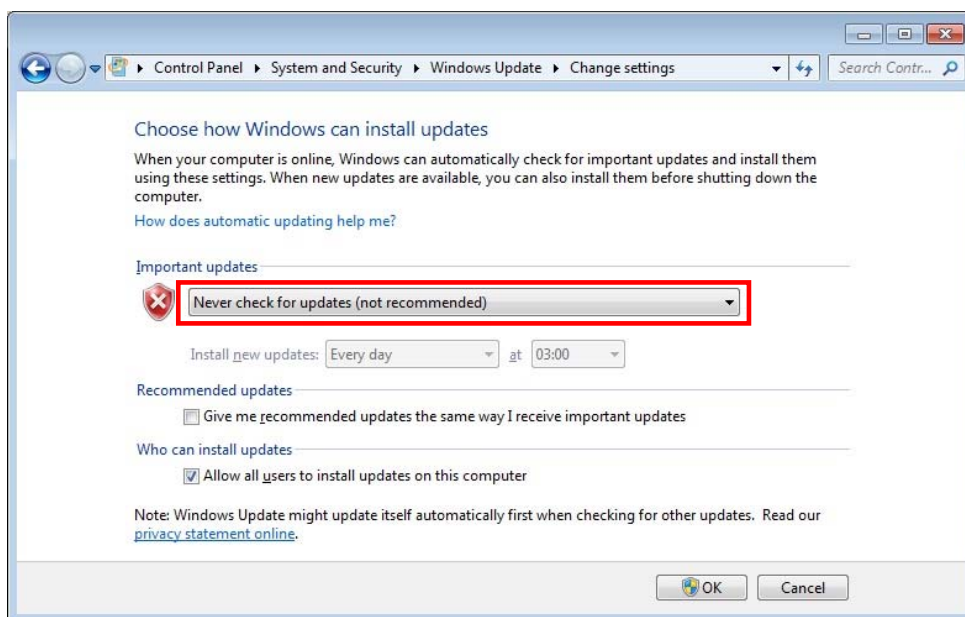 Control Panel ▸ System and Security ▸ Windows Update ▸ Change settings
Search Contr...
Choose how Windows can install updates
When your computer is online, Windows can automatically check for important updates and install them
using these settings. When new updates are available, you can also install them before shutting down the
computer.
How does automatic updating help me?
Important updates
Never check for updates (not recommended)
Install new updates: Every day at 03:00
Recommended updates
Give me recommended updates the same way I receive important updates
Who can install updates
Allow all users to install updates on this computer
Note: Windows Update might update itself automatically first when checking for other updates. Read our
privacy statement online.
OK Cancel